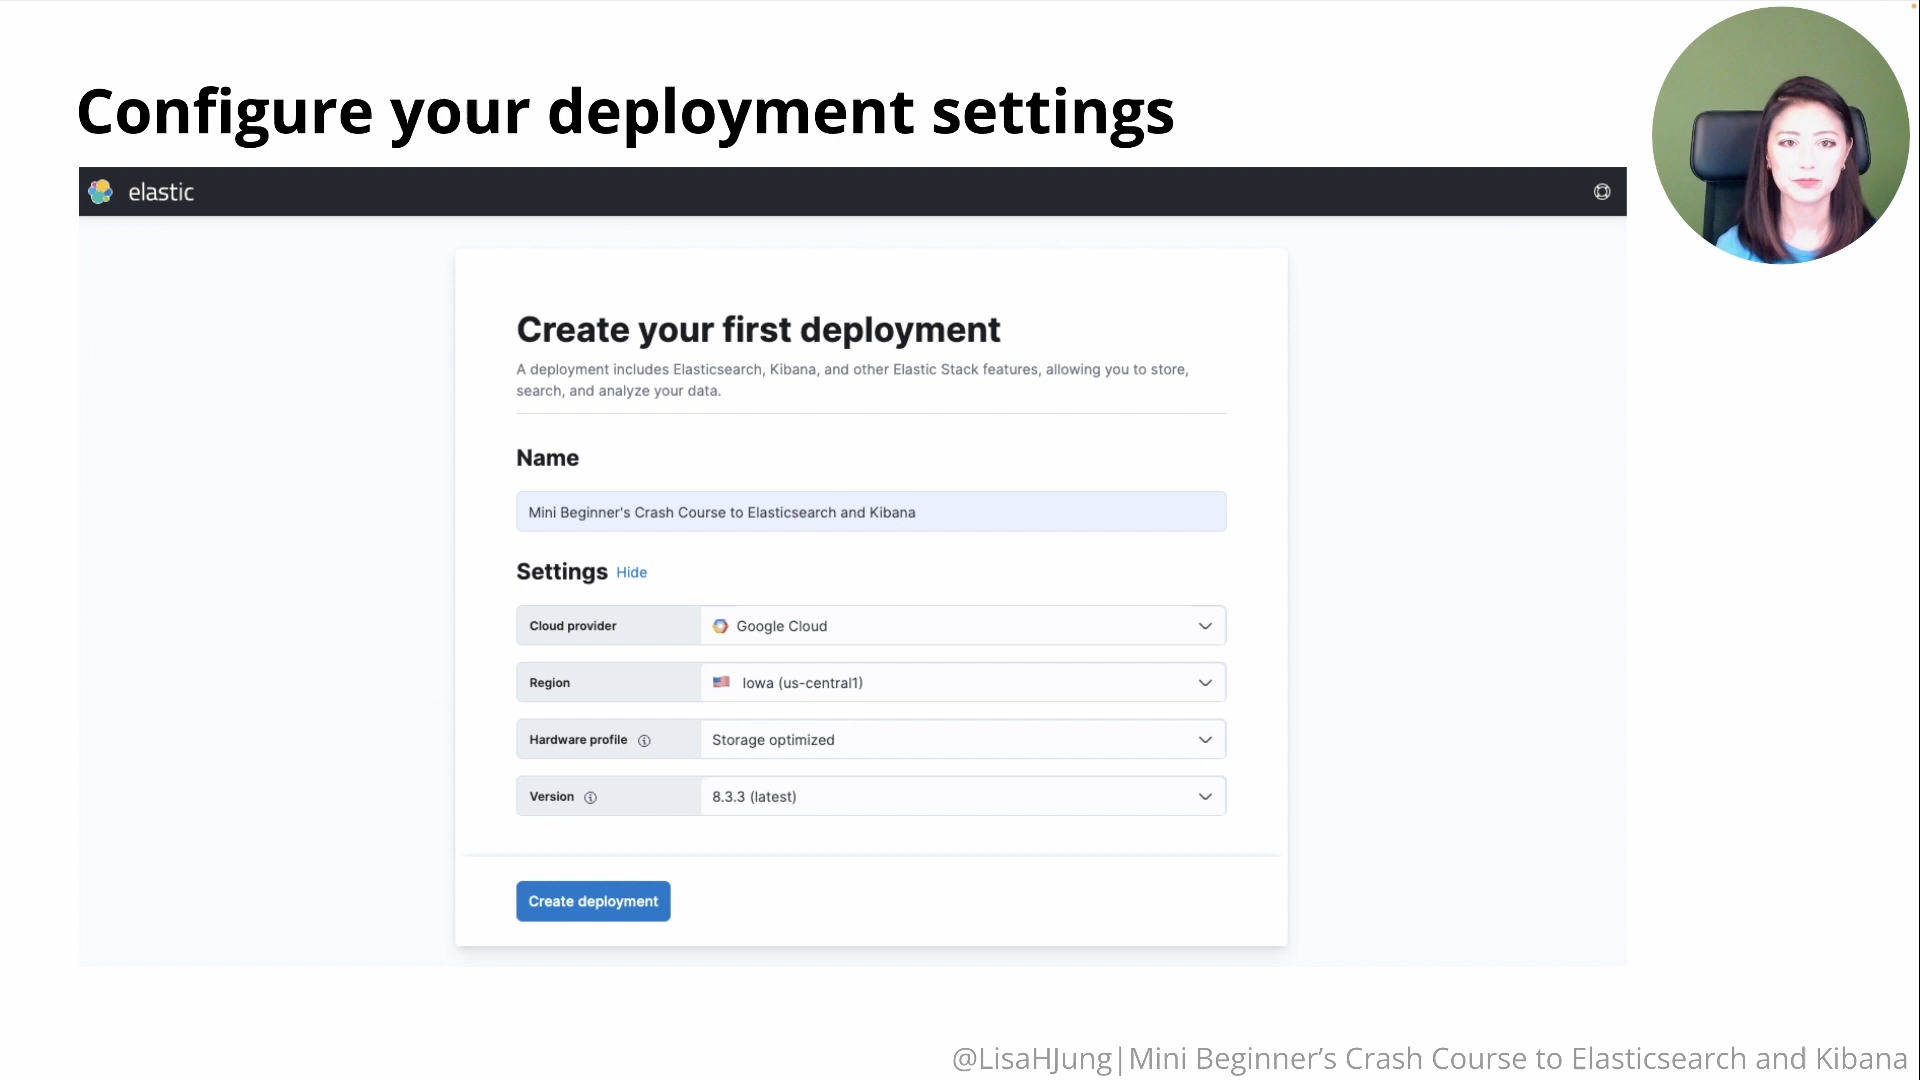 Configure your deployment settings
elastic
Create your first deployment
A deployment includes Elasticsearch, Kibana, and other Elastic Stack features, allowing you to store,
search, and analyze your data.
Name
Mini Beginner's Crash Course to Elasticsearch and Kibana
Settings Hide
Cloud provider Google Cloud
Region Iowa (us-central1)
Hardware profile Storage optimized
Version 8.3.3 (latest)
Create deployment
@LisaHJung|Mini Beginner’s Crash Course to Elasticsearch and Kibana